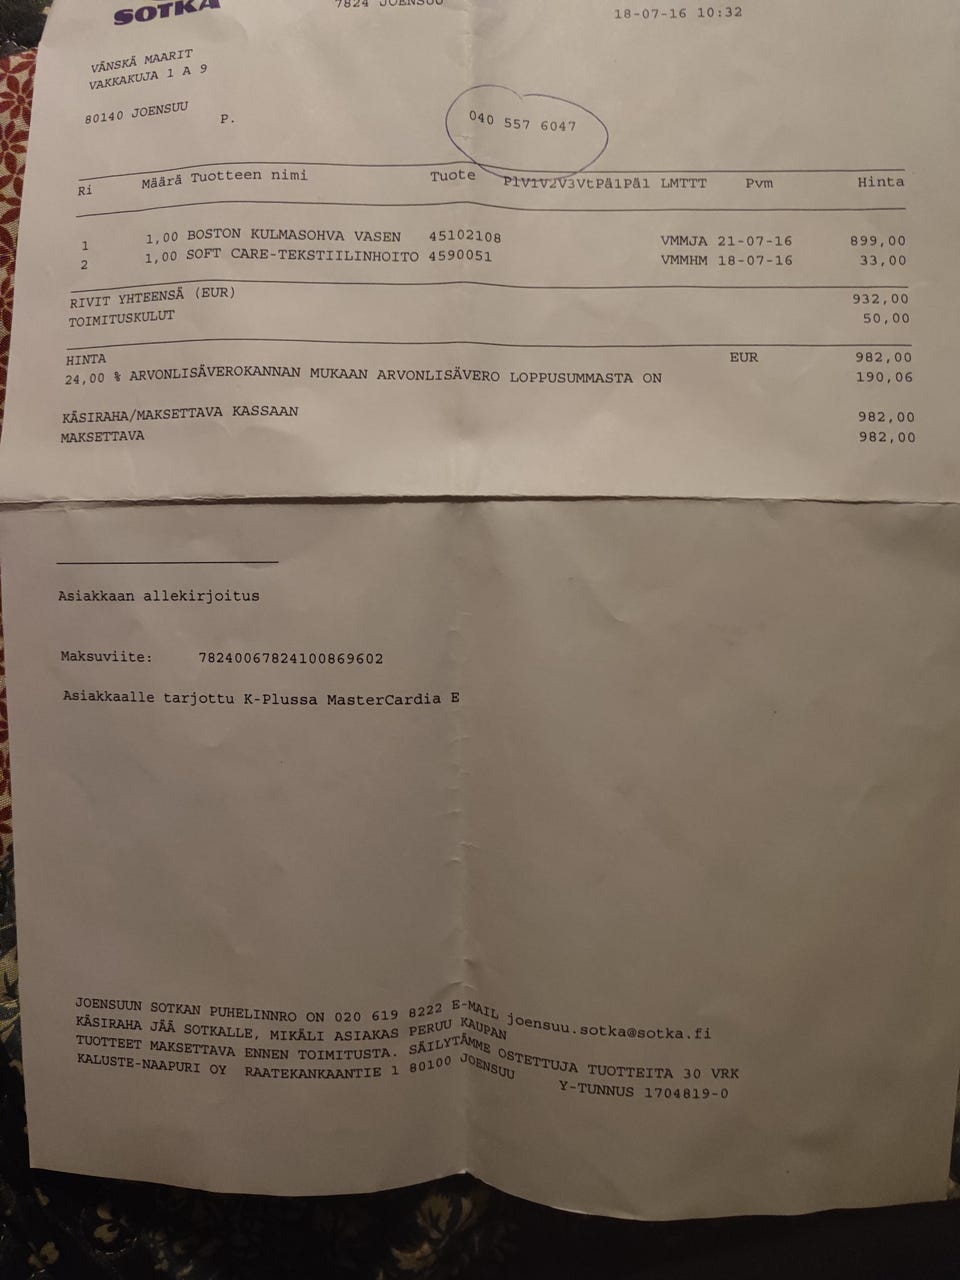 SOTKA
7824 JOENSUU
18-07-16 10:32
VÄNSKÄ MAARIT
VAKKAKUJA 1 A 9
80140 JOENSUU
P. 040 557 6047
Ri Määrä Tuotteen nimi Tuote P1V1V2V3VtPä1Pä1 LMTTT Pvm Hinta
1 1,00 BOSTON KULMASOHVA VASEN 45102108 VMMJA 21-07-16 899,00
2 1,00 SOFT CARE-TEKSTIILINHOITO 4590051 VMMHM 18-07-16 33,00
RIVIT YHTEENSÄ (EUR) 932,00
TOIMITUSKULUT 50,00
HINTA EUR 982,00
24,00 % ARVONLISÄVEROKANNAN MUKAAN ARVONLISÄVERO LOPPUSUMMASTA ON 190,06
KÄSIRAHA/MAKSETTAVA KASSAAN 982,00
MAKSETTAVA 982,00
Asiakkaan allekirjoitus
Maksuviite: 78240067824100869602
Asiakkaalle tarjottu K-Plussa MasterCardia E
JOENSUUN SOTKAN PUHELINNRO ON 020 619 8222 E-MAIL joensuu.sotka@sotka.fi
KÄSIRAHA JÄÄ SOTKALLE, MIKÄLI ASIAKAS PERUU KAUPAN
TUOTTEET MAKSETTAVA ENNEN TOIMITUSTA. SÄILYTÄMME OSTETTUJA TUOTTEITA 30 VRK
KALUSTE-NAAPURI OY RAATEKANKAANTIE 1 80100 JOENSUU Y-TUNNUS 1704819-0